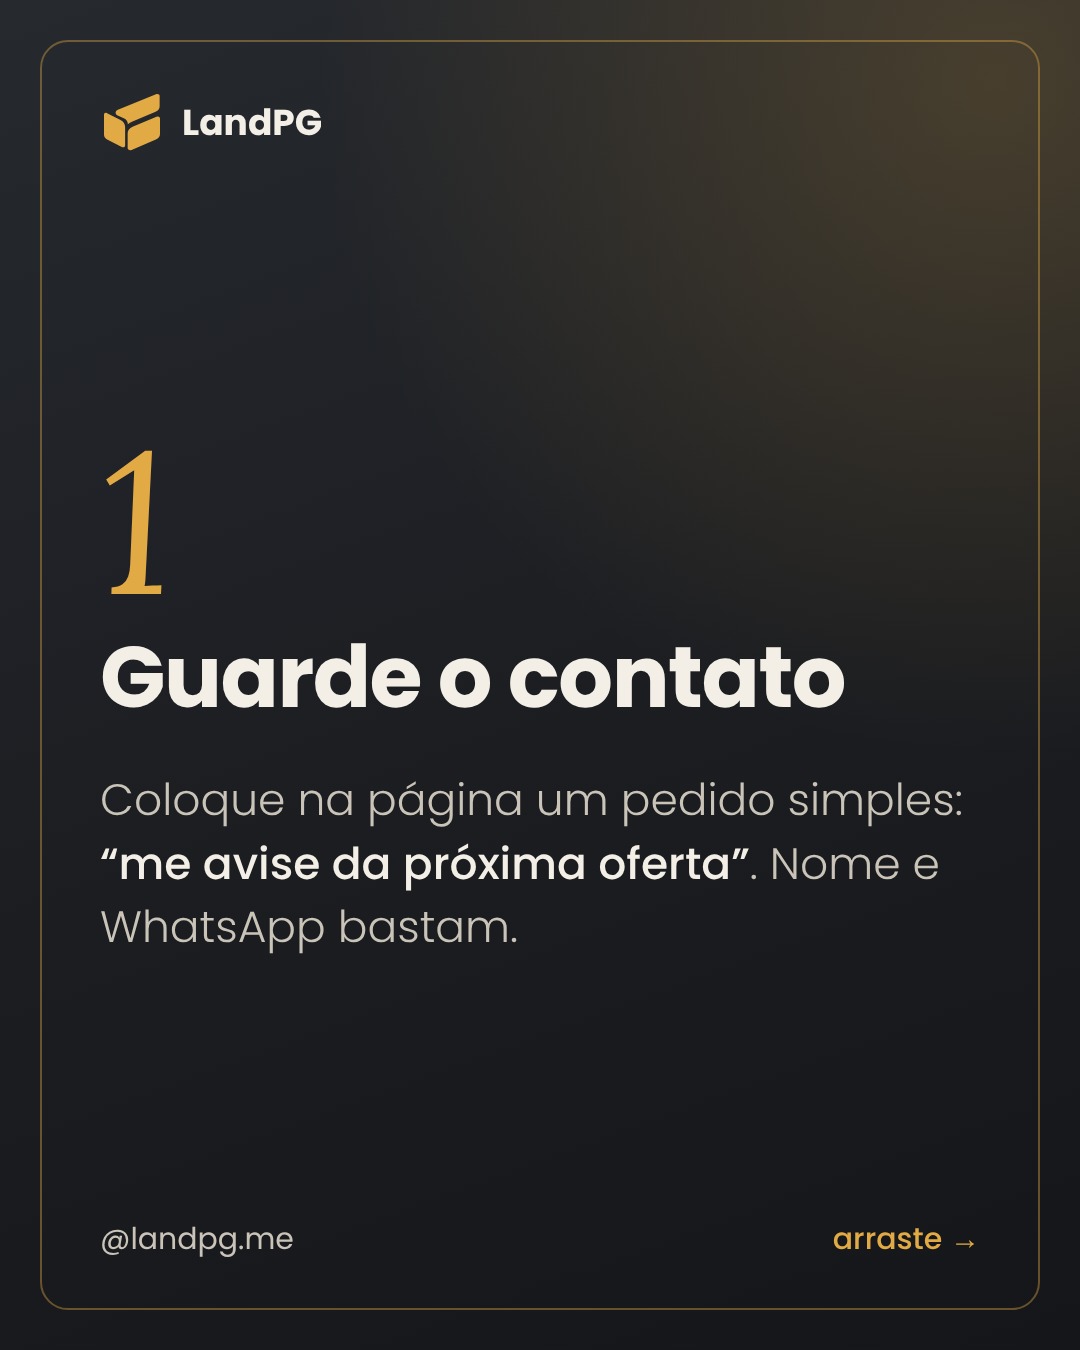 LandPG
1
Guarde o contato
Coloque na página um pedido simples:
“me avise da próxima oferta”. Nome e
WhatsApp bastam.
@landpg.me
arraste →